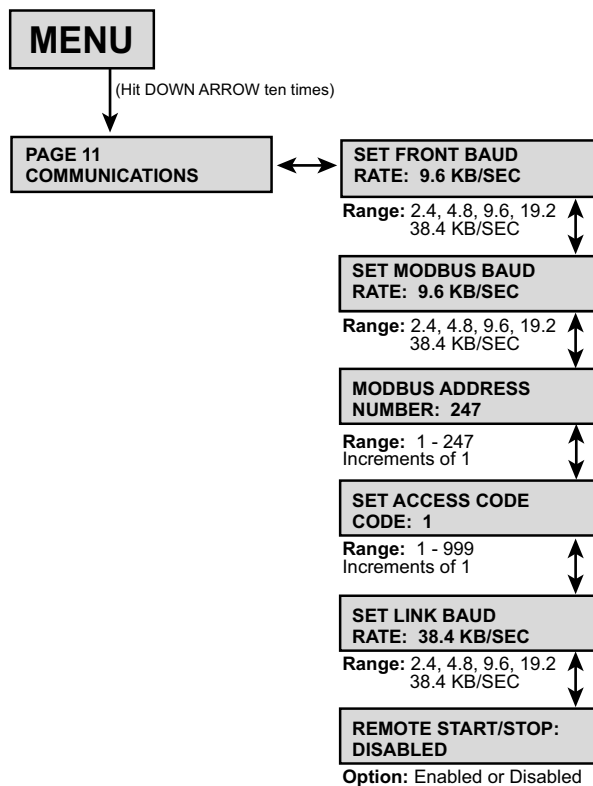 MENU
(Hit DOWN ARROW ten times)
PAGE 11
COMMUNICATIONS
SET FRONT BAUD
RATE: 9.6 KB/SEC
Range: 2.4, 4.8, 9.6, 19.2
38.4 KB/SEC
SET MODBUS BAUD
RATE: 9.6 KB/SEC
Range: 2.4, 4.8, 9.6, 19.2
38.4 KB/SEC
MODBUS ADDRESS
NUMBER: 247
Range: 1 - 247
Increments of 1
SET ACCESS CODE
CODE: 1
Range: 1 - 999
Increments of 1
SET LINK BAUD
RATE: 38.4 KB/SEC
Range: 2.4, 4.8, 9.6, 19.2
38.4 KB/SEC
REMOTE START/STOP:
DISABLED
Option: Enabled or Disabled